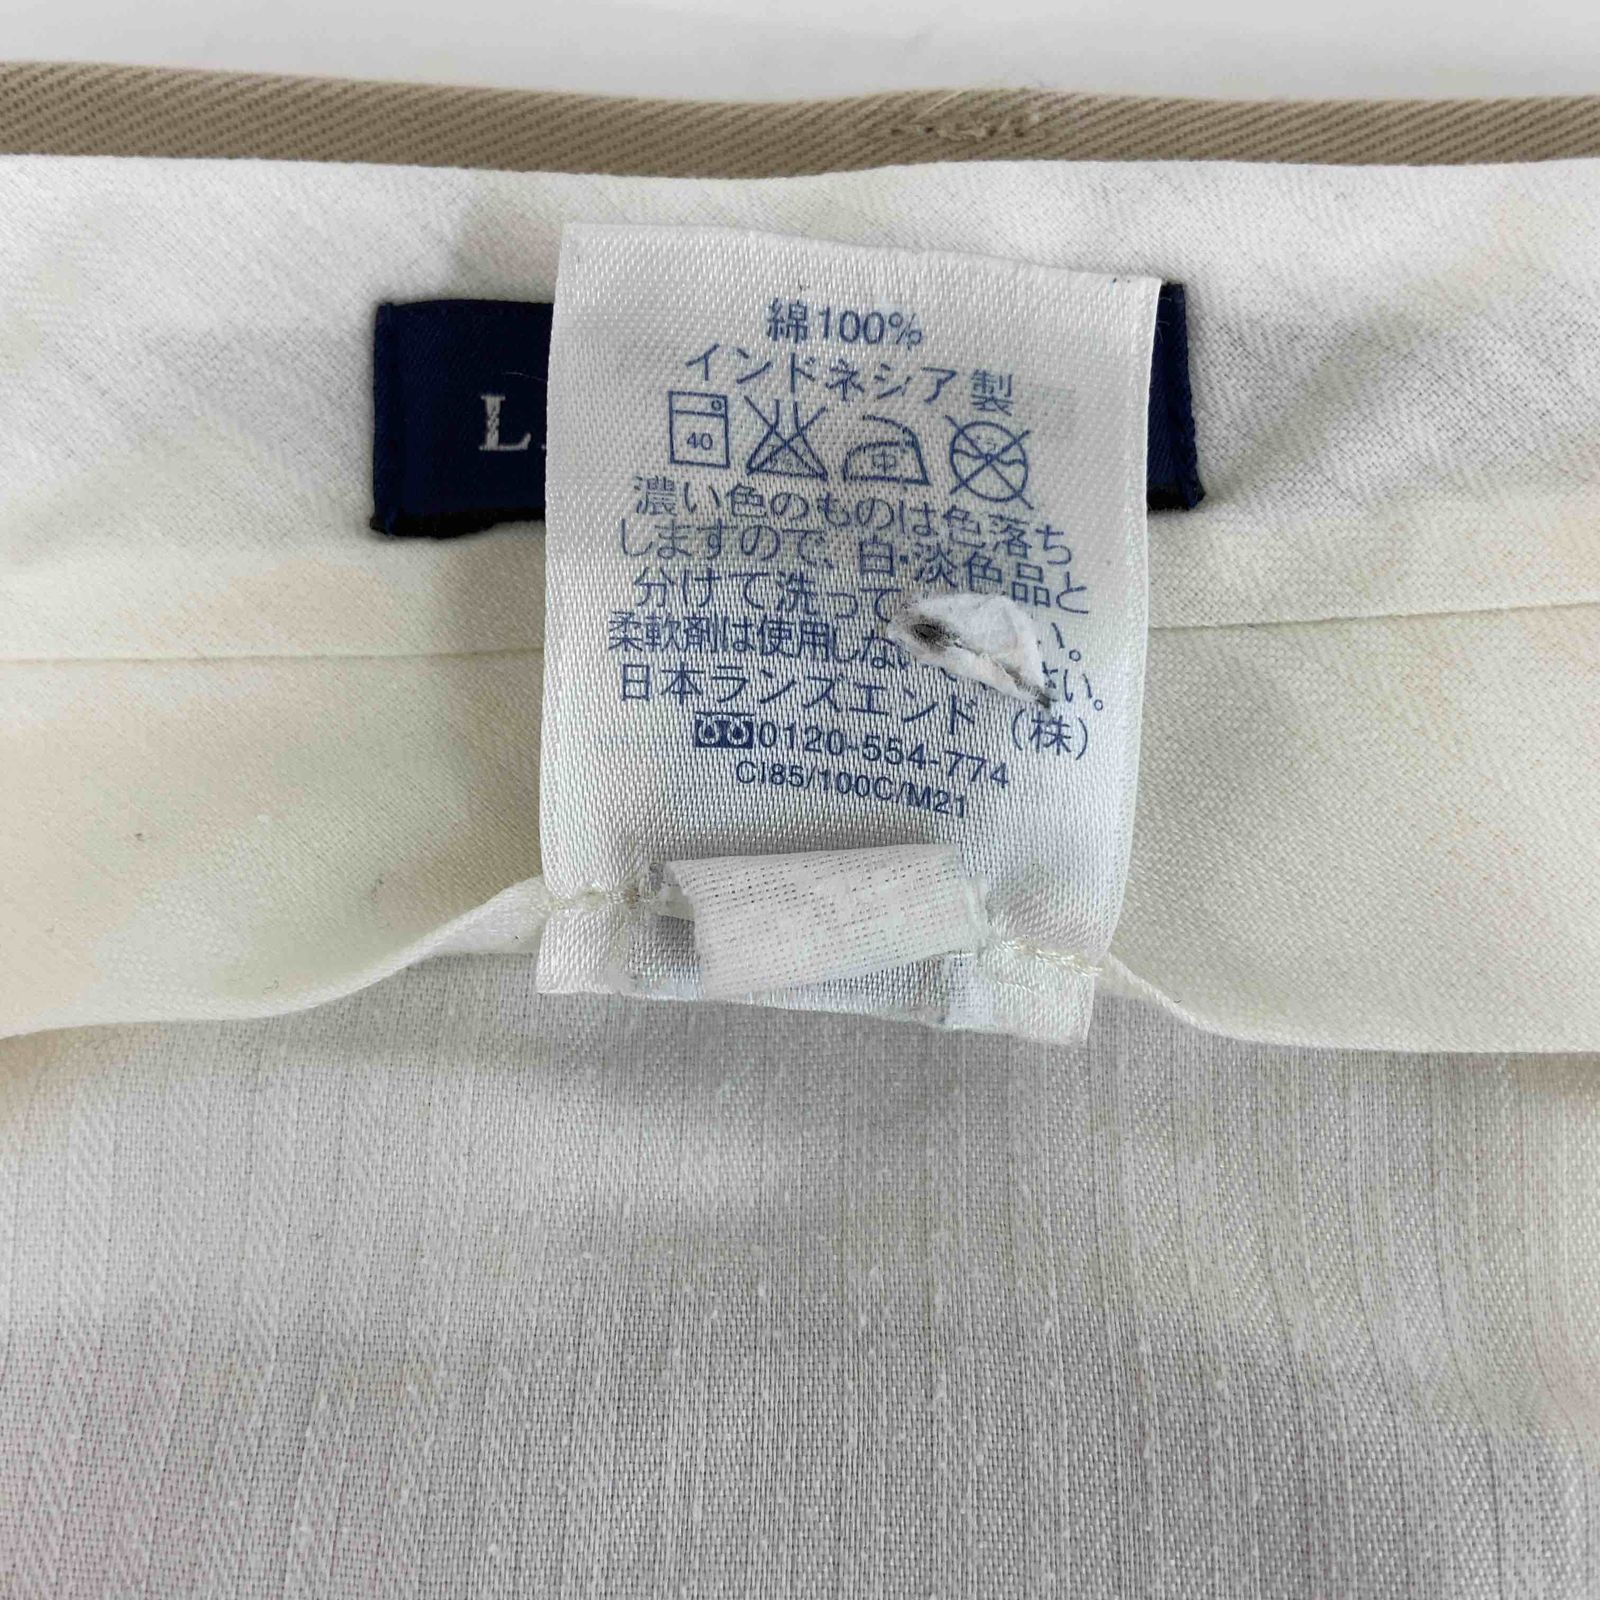 L
綿100%
インドネシア製
40 中
濃い色のものは色落ち
しますので、白・淡色品と
分けて洗って い。
柔軟剤は使用しない さい。
日本ランズエンド(株)
0120-554-774
CI85/100C/M21